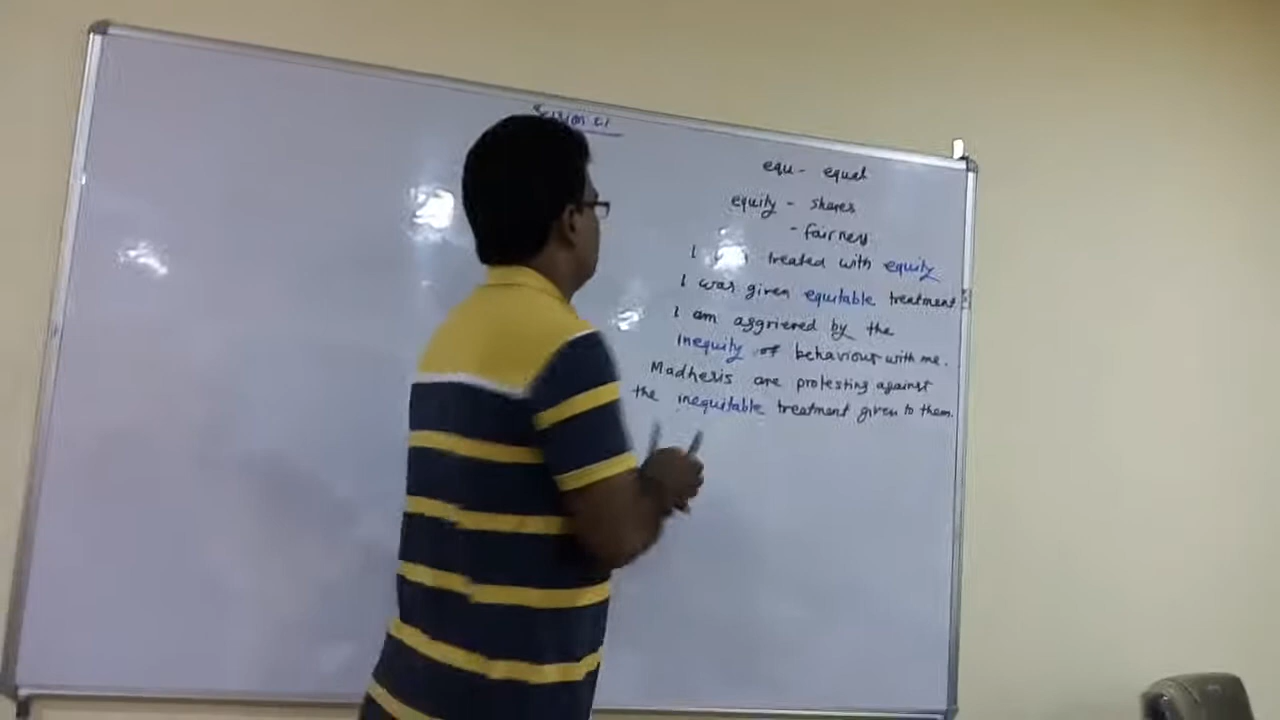 equ - equal
equity - shares
- fairness
I treated with equity
I was given equitable treatment
I am aggrieved by the
inequity of behaviour with me.
Madhesis are protesting against
the inequitable treatment given to them.